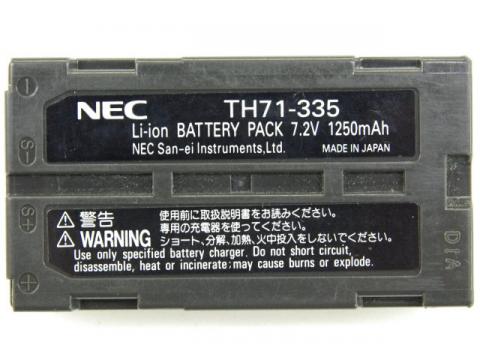 NEC TH71-335
Li-ion BATTERY PACK 7.2V 1250mAh
NEC San-ei Instruments,Ltd. MADE IN JAPAN
S-
S+
⚠警告 使用前に取扱説明書をお読みください。
専用の充電器を使って下さい。
⚠WARNING ショート、分解、加熱、火中投入をしないでください。
Use only specified battery charger. Do not short circuit,
disassemble, heat or incinerate;may cause burns or explode.
DIA